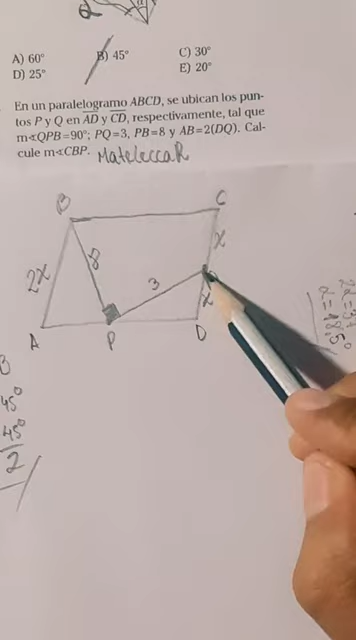 A) 60° B) 45° C) 30°
D) 25° E) 20°
En un paralelogramo ABCD, se ubican los pun-
tos P y Q en AD y CD, respectivamente, tal que
m∢QPB=90°; PQ=3, PB=8 y AB=2(DQ). Cal-
cule m∢CBP. MateleccaR
B C
x
2x 8
3
x
A P D
B
45°
45°
2